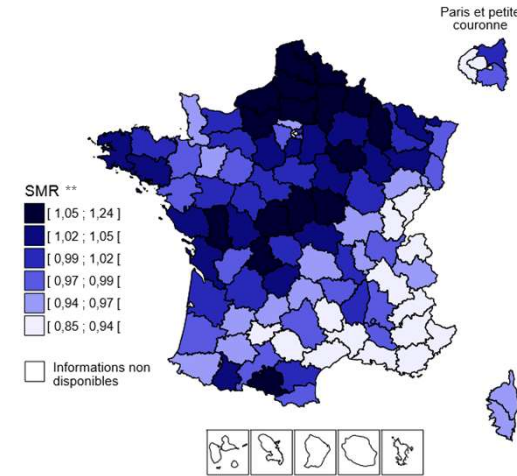 Paris et petite
couronne
SMR **
[ 1,05 ; 1,24 [
[ 1,02 ; 1,05 [
[ 0,99 ; 1,02 [
[ 0,97 ; 0,99 [
[ 0,94 ; 0,97 [
[ 0,85 ; 0,94 [
Informations non
disponibles